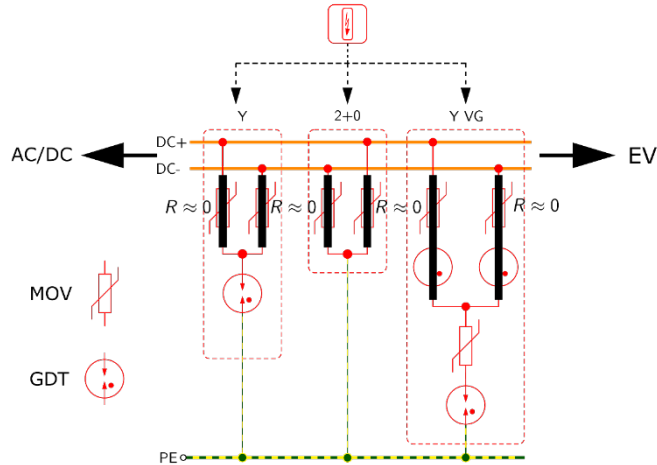 Y 2+0 Y VG
DC+
AC/DC EV
DC-
R ≈ 0 R ≈ 0 R ≈ 0 R ≈ 0
MOV
GDT
PE